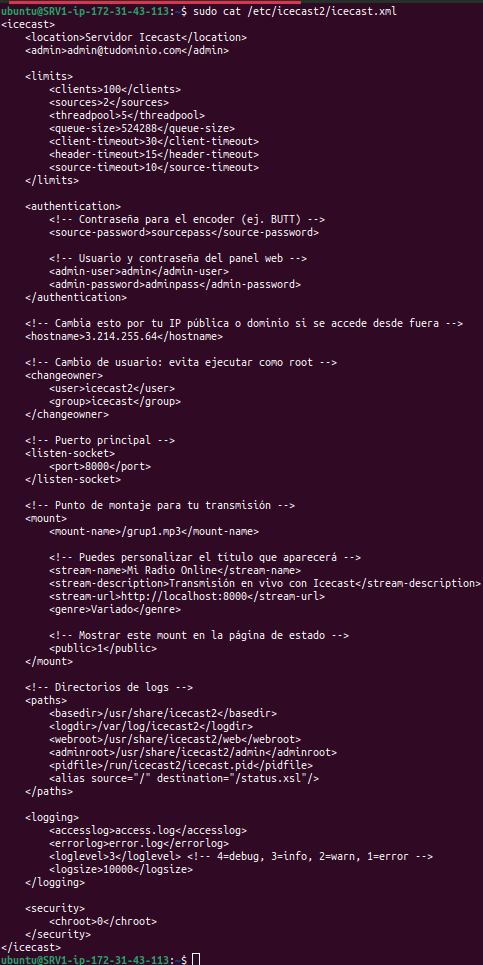 ubuntu@SRV1-ip-172-31-43-113:~$ sudo cat /etc/icecast2/icecast.xml
<icecast>
    <location>Servidor Icecast</location>
    <admin>admin@tudominio.com</admin>

    <limits>
        <clients>100</clients>
        <sources>2</sources>
        <threadpool>5</threadpool>
        <queue-size>524288</queue-size>
        <client-timeout>30</client-timeout>
        <header-timeout>15</header-timeout>
        <source-timeout>10</source-timeout>
    </limits>

    <authentication>
        <!-- Contraseña para el encoder (ej. BUTT) -->
        <source-password>sourcepass</source-password>

        <!-- Usuario y contraseña del panel web -->
        <admin-user>admin</admin-user>
        <admin-password>adminpass</admin-password>
    </authentication>

    <!-- Cambia esto por tu IP pública o dominio si se accede desde fuera -->
    <hostname>3.214.255.64</hostname>

    <!-- Cambio de usuario: evita ejecutar como root -->
    <changeowner>
        <user>icecast2</user>
        <group>icecast</group>
    </changeowner>

    <!-- Puerto principal -->
    <listen-socket>
        <port>8000</port>
    </listen-socket>

    <!-- Punto de montaje para tu transmisión -->
    <mount>
        <mount-name>/grup1.mp3</mount-name>

        <!-- Puedes personalizar el título que aparecerá -->
        <stream-name>Mi Radio Online</stream-name>
        <stream-description>Transmisión en vivo con Icecast</stream-description>
        <stream-url>http://localhost:8000</stream-url>
        <genre>Variado</genre>

        <!-- Mostrar este mount en la página de estado -->
        <public>1</public>
    </mount>

    <!-- Directorios de logs -->
    <paths>
        <basedir>/usr/share/icecast2</basedir>
        <logdir>/var/log/icecast2</logdir>
        <webroot>/usr/share/icecast2/web</webroot>
        <adminroot>/usr/share/icecast2/admin</adminroot>
        <pidfile>/run/icecast2/icecast.pid</pidfile>
        <alias source="/" destination="/status.xsl"/>
    </paths>

    <logging>
        <accesslog>access.log</accesslog>
        <errorlog>error.log</errorlog>
        <loglevel>3</loglevel> <!-- 4=debug, 3=info, 2=warn, 1=error -->
        <logsize>10000</logsize>
    </logging>

    <security>
        <chroot>0</chroot>
    </security>
</icecast>
ubuntu@SRV1-ip-172-31-43-113:~$